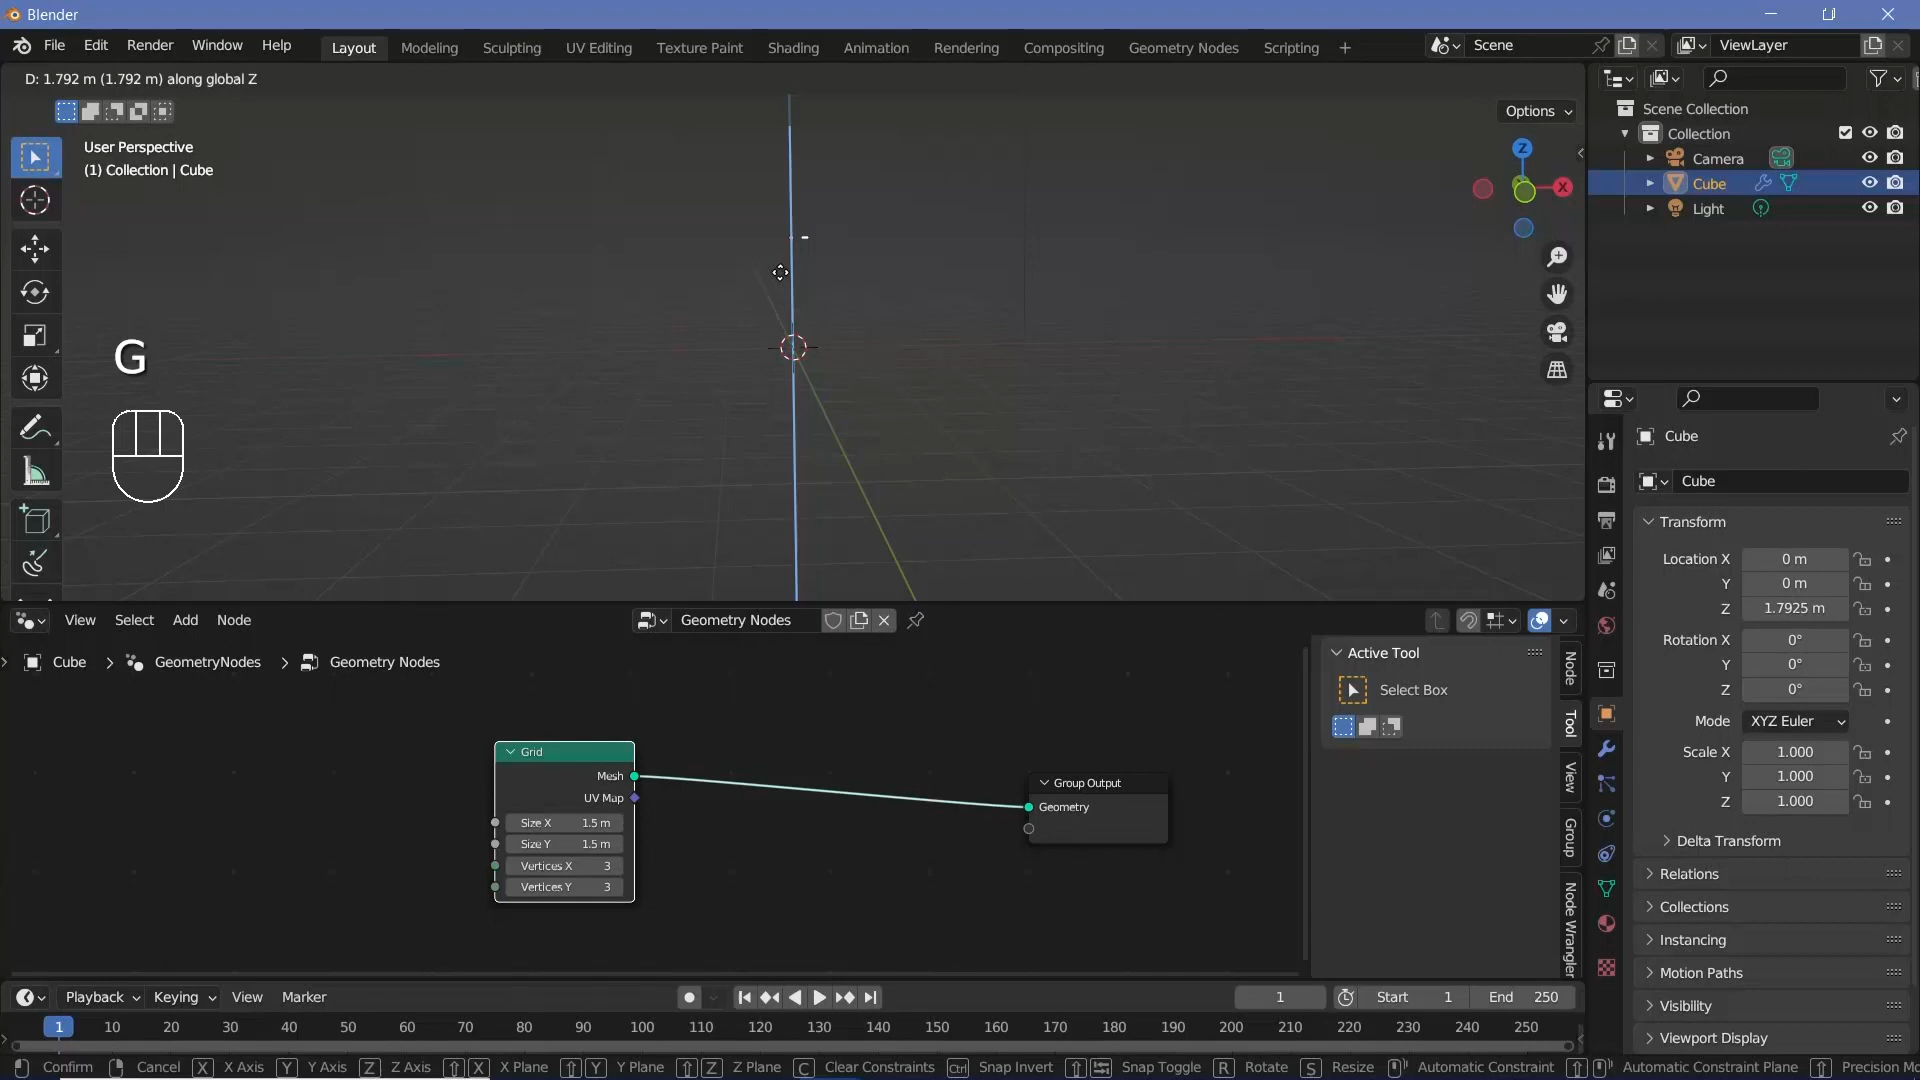 Blender
File Edit Render Window Help Layout Modeling Sculpting UV Editing Texture Paint Shading Animation Rendering Compositing Geometry Nodes Scripting + Scene ViewLayer
D: 1.792 m (1.792 m) along global Z
Options
User Perspective
(1) Collection | Cube
Z
X
G
Scene Collection
Collection
Camera
Cube
Light
Cube
Cube
Transform
Location X 0 m
Y 0 m
Z 1.7925 m
Rotation X 0°
Y 0°
Z 0°
Mode XYZ Euler
Scale X 1.000
Y 1.000
Z 1.000
Delta Transform
Relations
Collections
Instancing
Motion Paths
Visibility
Viewport Display
View Select Add Node Geometry Nodes
Cube > GeometryNodes > Geometry Nodes
Grid
Mesh
UV Map
Size X 1.5 m
Size Y 1.5 m
Vertices X 3
Vertices Y 3
Group Output
Geometry
Active Tool
Select Box
Node
Tool
View
Group
Node Wrangler
Playback Keying View Marker 1 Start 1 End 250
1 10 20 30 40 50 60 70 80 90 100 110 120 130 140 150 160 170 180 190 200 210 220 230 240 250
Confirm Cancel X X Axis Y Y Axis Z Z Axis X X Plane Y Y Plane Z Z Plane C Clear Constraints Ctrl Snap Invert Snap Toggle R Rotate S Resize Automatic Constraint Automatic Constraint Plane Precision Mo